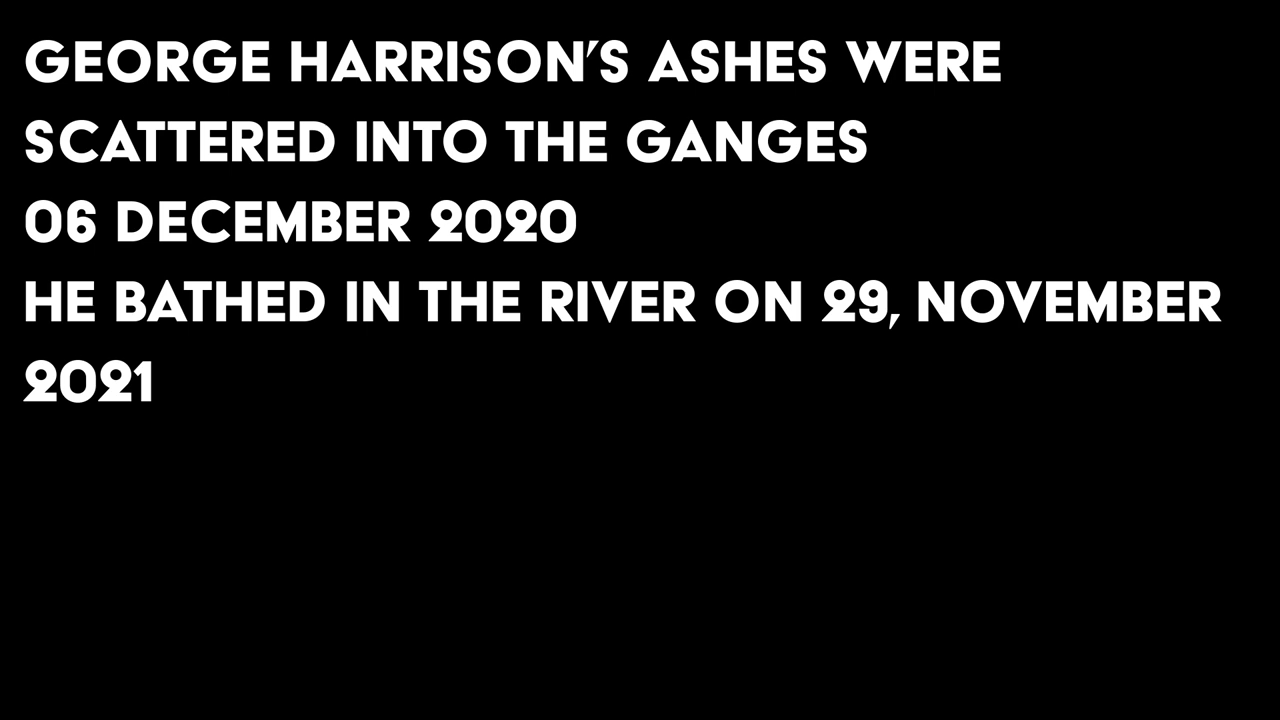 GEORGE HARRISON'S ASHES WERE
SCATTERED INTO THE GANGES
06 DECEMBER 2020
HE BATHED IN THE RIVER ON 29, NOVEMBER
2021